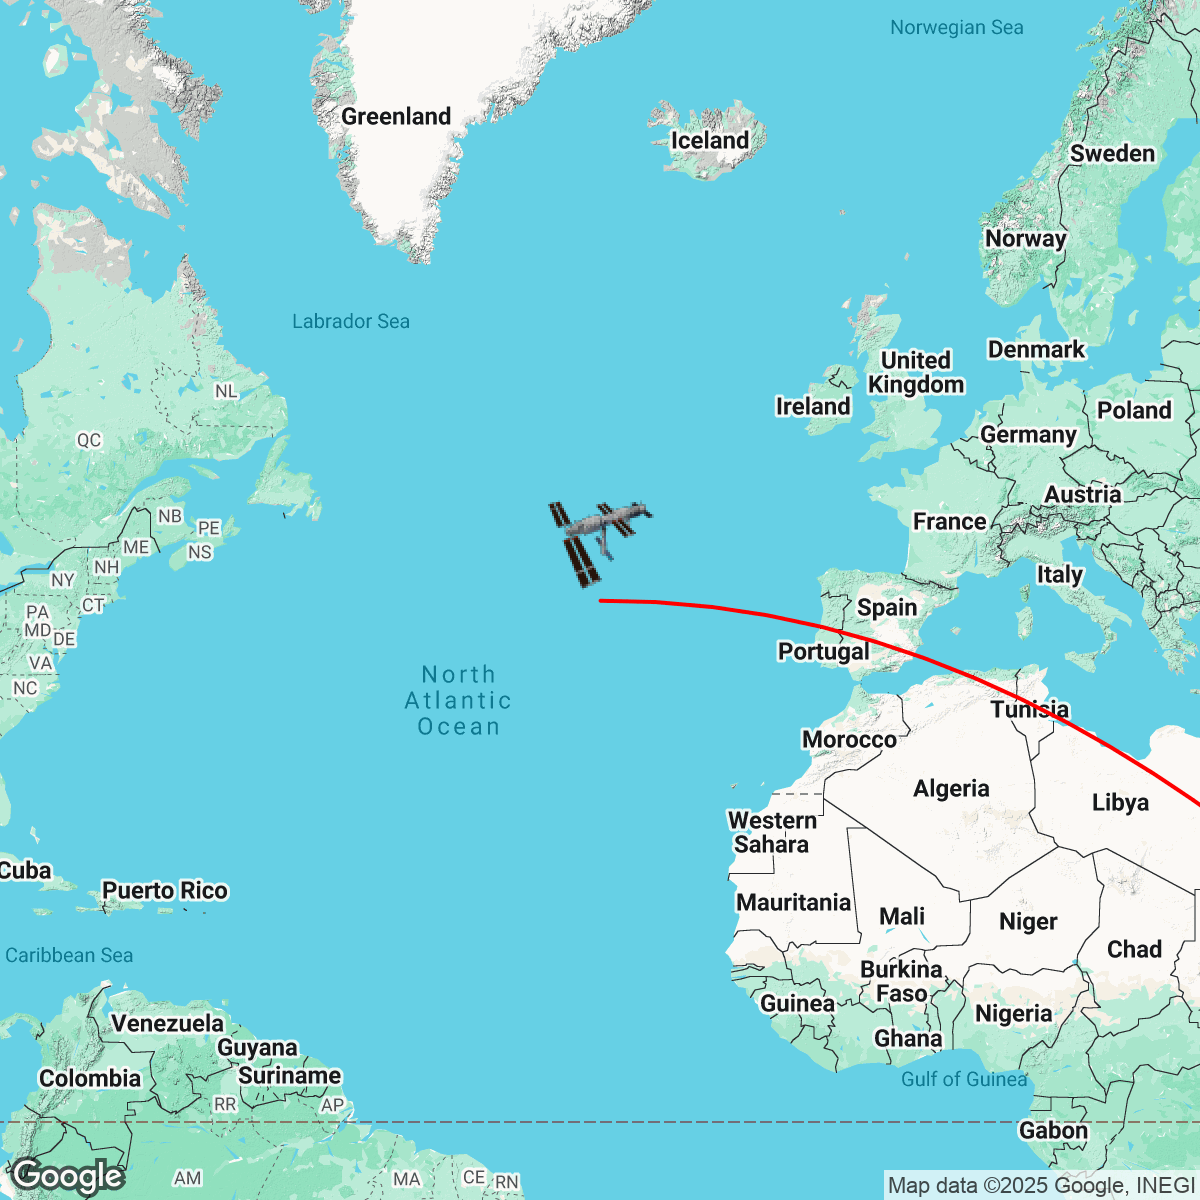 Norwegian Sea
Greenland
Iceland
Sweden
Norway
Labrador Sea
Denmark
United
Kingdom
NL
Ireland
Poland
QC
Germany
Austria
NB
France
PE
ME
NS
NH
Italy
NY
CT
Spain
PA
MD
DE
Portugal
VA
North
Atlantic
Ocean
NC
Tunisia
Morocco
Algeria
Libya
Western
Sahara
Cuba
Puerto Rico
Mauritania
Mali
Niger
Chad
Caribbean Sea
Burkina
Faso
Guinea
Nigeria
Venezuela
Ghana
Guyana
Colombia
Suriname
Gulf of Guinea
RR
AP
Gabon
AM
MA
CE
RN
Google
Map data ©2025 Google, INEGI